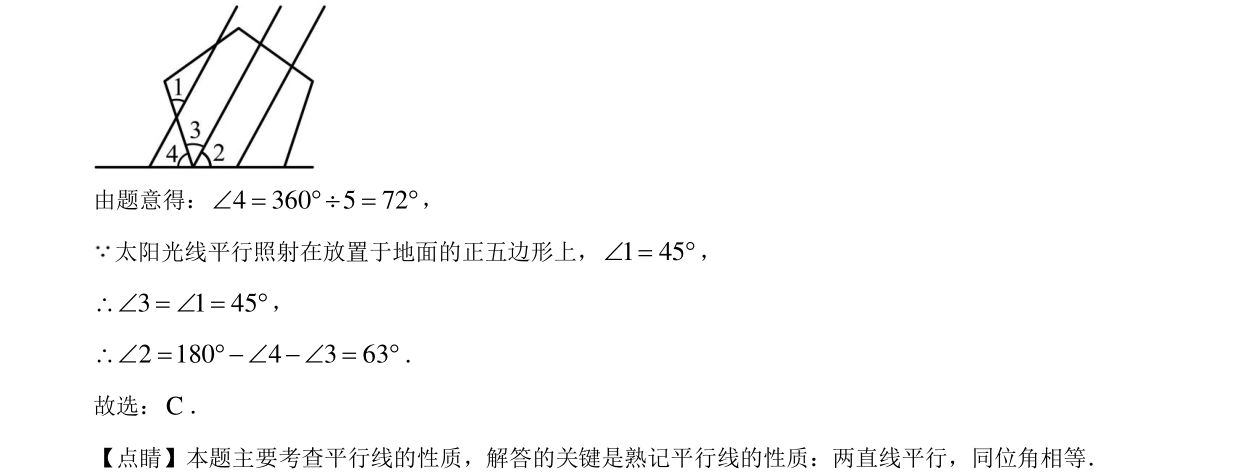 1
3
4 2
由题意得：∠4＝360°÷5＝72°，
∵太阳光线平行照射在放置于地面的正五边形上，∠1＝45°，
∴∠3＝∠1＝45°，
∴∠2＝180°－∠4－∠3＝63°．
故选：C．
【点睛】本题主要考查平行线的性质，解答的关键是熟记平行线的性质：两直线平行，同位角相等．